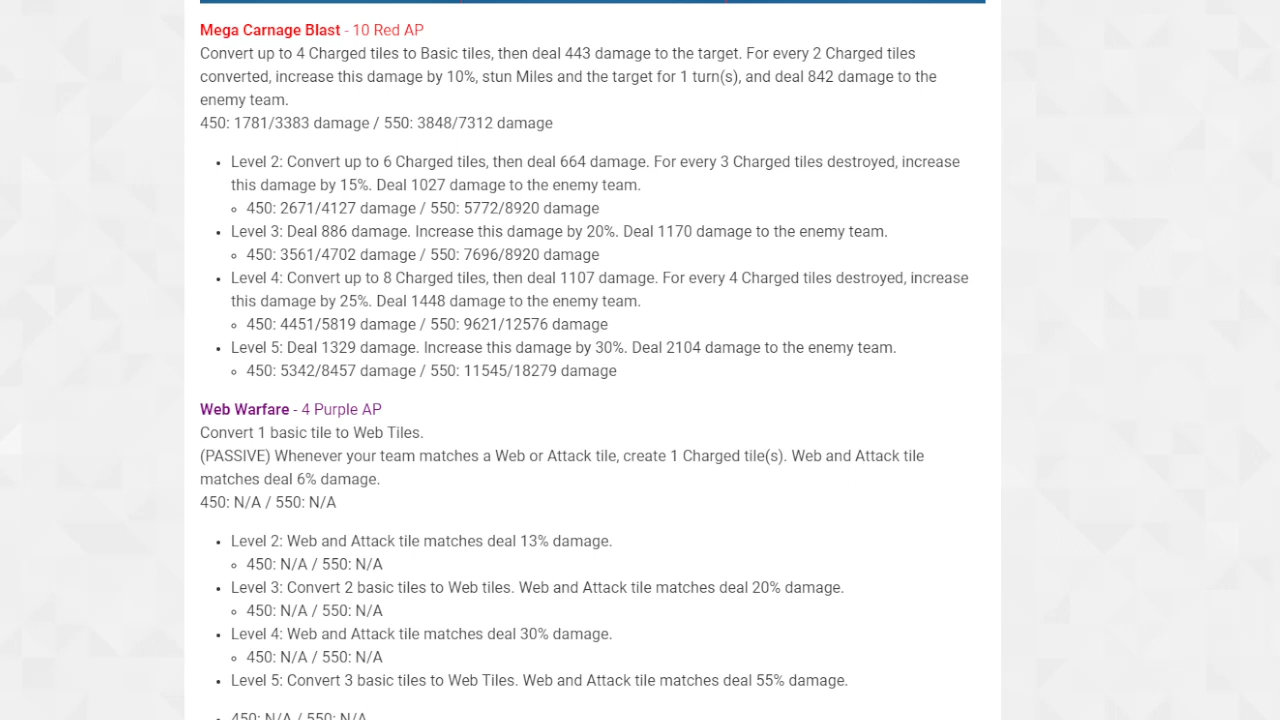 Mega Carnage Blast - 10 Red AP
Convert up to 4 Charged tiles to Basic tiles, then deal 443 damage to the target. For every 2 Charged tiles
converted, increase this damage by 10%, stun Miles and the target for 1 turn(s), and deal 842 damage to the
enemy team.
450: 1781/3383 damage / 550: 3848/7312 damage
Level 2: Convert up to 6 Charged tiles, then deal 664 damage. For every 3 Charged tiles destroyed, increase
this damage by 15%. Deal 1027 damage to the enemy team.
450: 2671/4127 damage / 550: 5772/8920 damage
Level 3: Deal 886 damage. Increase this damage by 20%. Deal 1170 damage to the enemy team.
450: 3561/4702 damage / 550: 7696/8920 damage
Level 4: Convert up to 8 Charged tiles, then deal 1107 damage. For every 4 Charged tiles destroyed, increase
this damage by 25%. Deal 1448 damage to the enemy team.
450: 4451/5819 damage / 550: 9621/12576 damage
Level 5: Deal 1329 damage. Increase this damage by 30%. Deal 2104 damage to the enemy team.
450: 5342/8457 damage / 550: 11545/18279 damage
Web Warfare - 4 Purple AP
Convert 1 basic tile to Web Tiles.
(PASSIVE) Whenever your team matches a Web or Attack tile, create 1 Charged tile(s). Web and Attack tile
matches deal 6% damage.
450: N/A / 550: N/A
Level 2: Web and Attack tile matches deal 13% damage.
450: N/A / 550: N/A
Level 3: Convert 2 basic tiles to Web tiles. Web and Attack tile matches deal 20% damage.
450: N/A / 550: N/A
Level 4: Web and Attack tile matches deal 30% damage.
450: N/A / 550: N/A
Level 5: Convert 3 basic tiles to Web Tiles. Web and Attack tile matches deal 55% damage.
450: N/A / 550: N/A